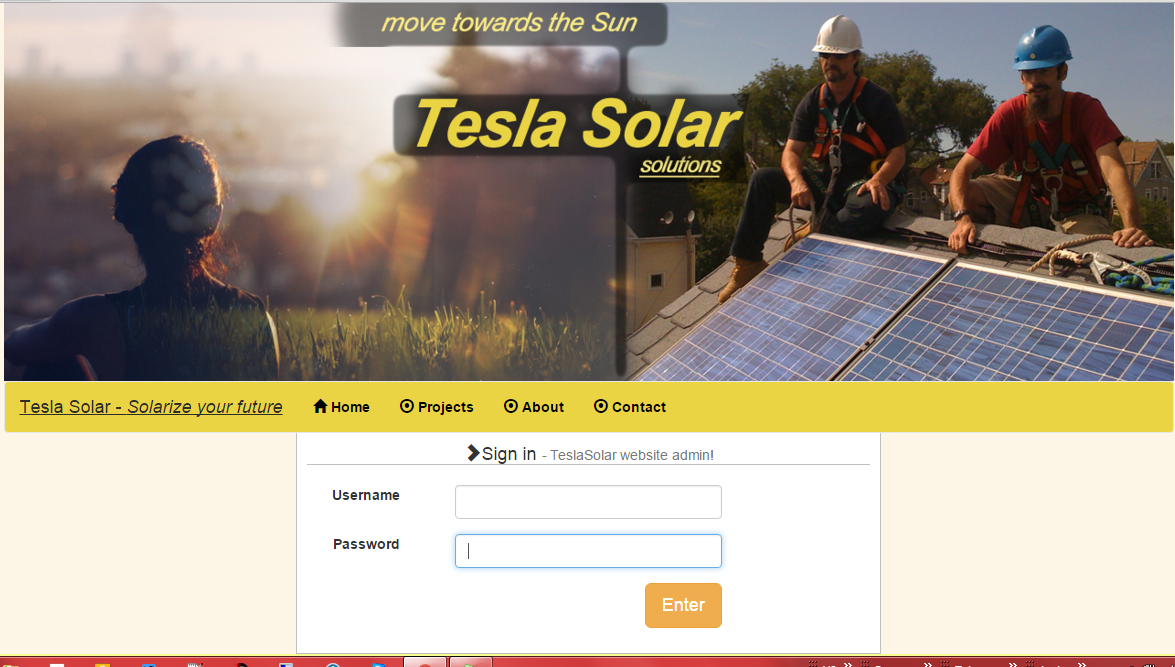 move towards the Sun
Tesla Solar
solutions
Tesla Solar - Solarize your future Home Projects About Contact
Sign in - TeslaSolar website admin!
Username
Password
Enter